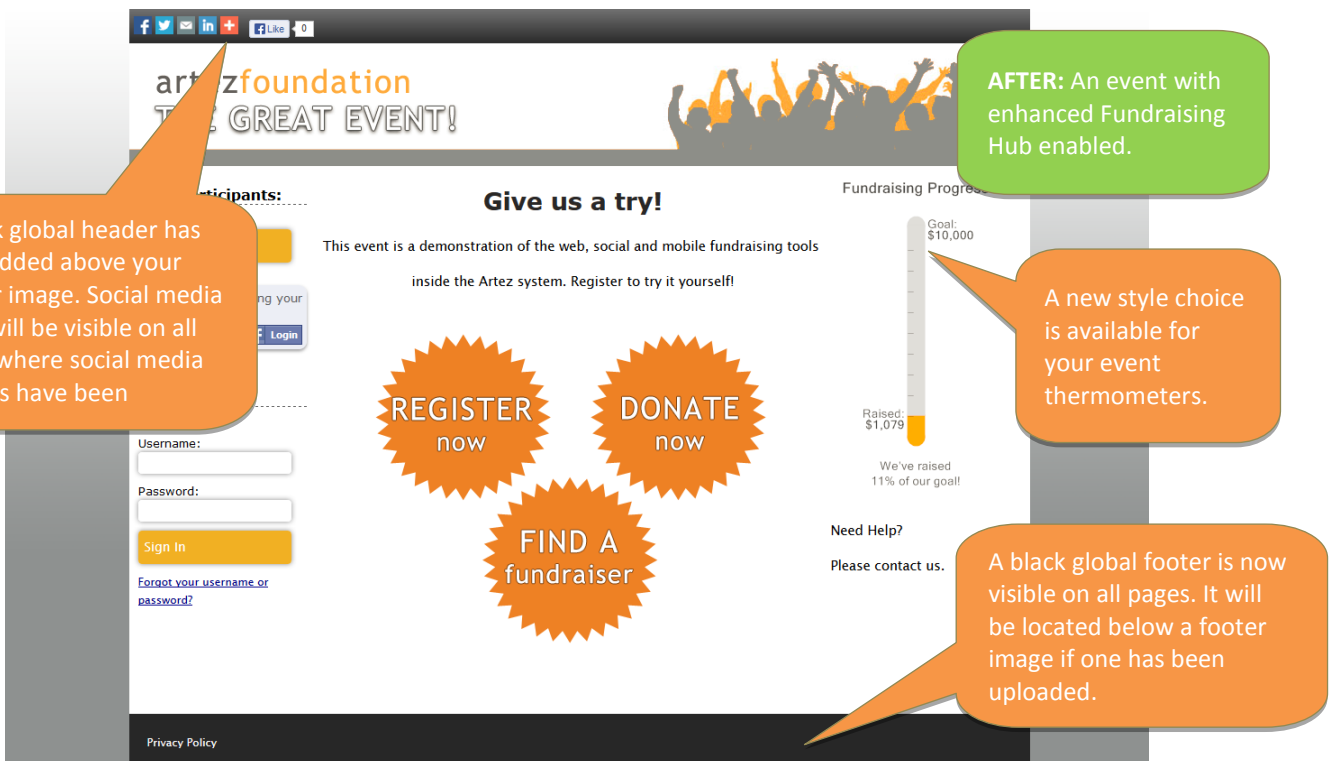 Like
0
artezfoundation
THE GREAT EVENT!
AFTER: An event with
enhanced Fundraising
Hub enabled.
global header has
dded above your
image. Social media
will be visible on all
where social media
s have been
Give us a try!
This event is a demonstration of the web, social and mobile fundraising tools
inside the Artez system. Register to try it yourself!
ng your
Login
Username:
Password:
Sign In
Forgot your username or
password?
REGISTER
now
DONATE
now
FIND A
fundraiser
Fundraising
Goal:
$10,000
Raised:
$1,079
We've raised
11% of our goal!
Need Help?
Please contact us.
A new style choice
is available for
your event
thermometers.
A black global footer is now
visible on all pages. It will
be located below a footer
image if one has been
uploaded.
Privacy Policy